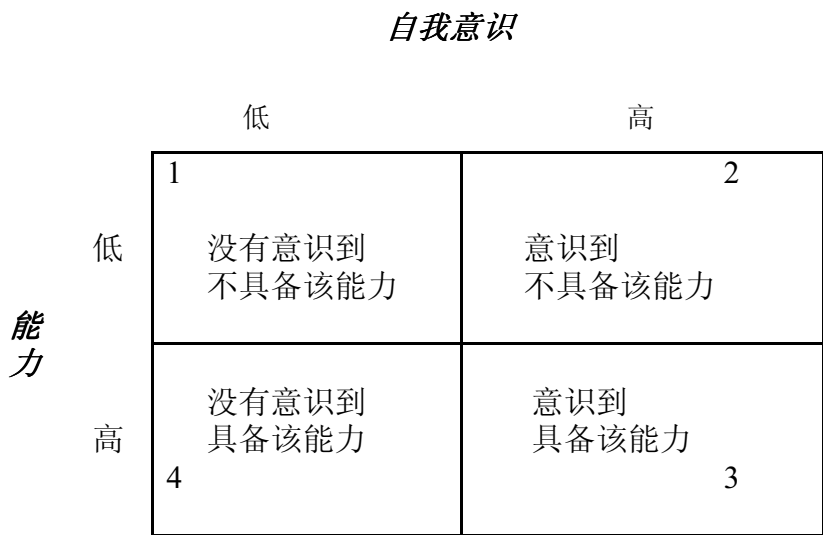 自我意识
低 高
1 2
低 没有意识到 意识到
不具备该能力 不具备该能力
能
力
没有意识到 意识到
高 具备该能力 具备该能力
4 3